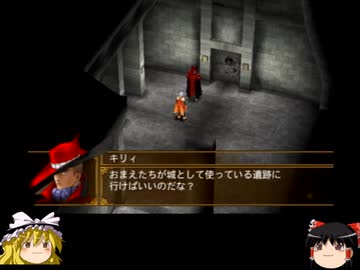 キリィ
おまえたちが城として使っている遺跡に
行けばいいのだな？